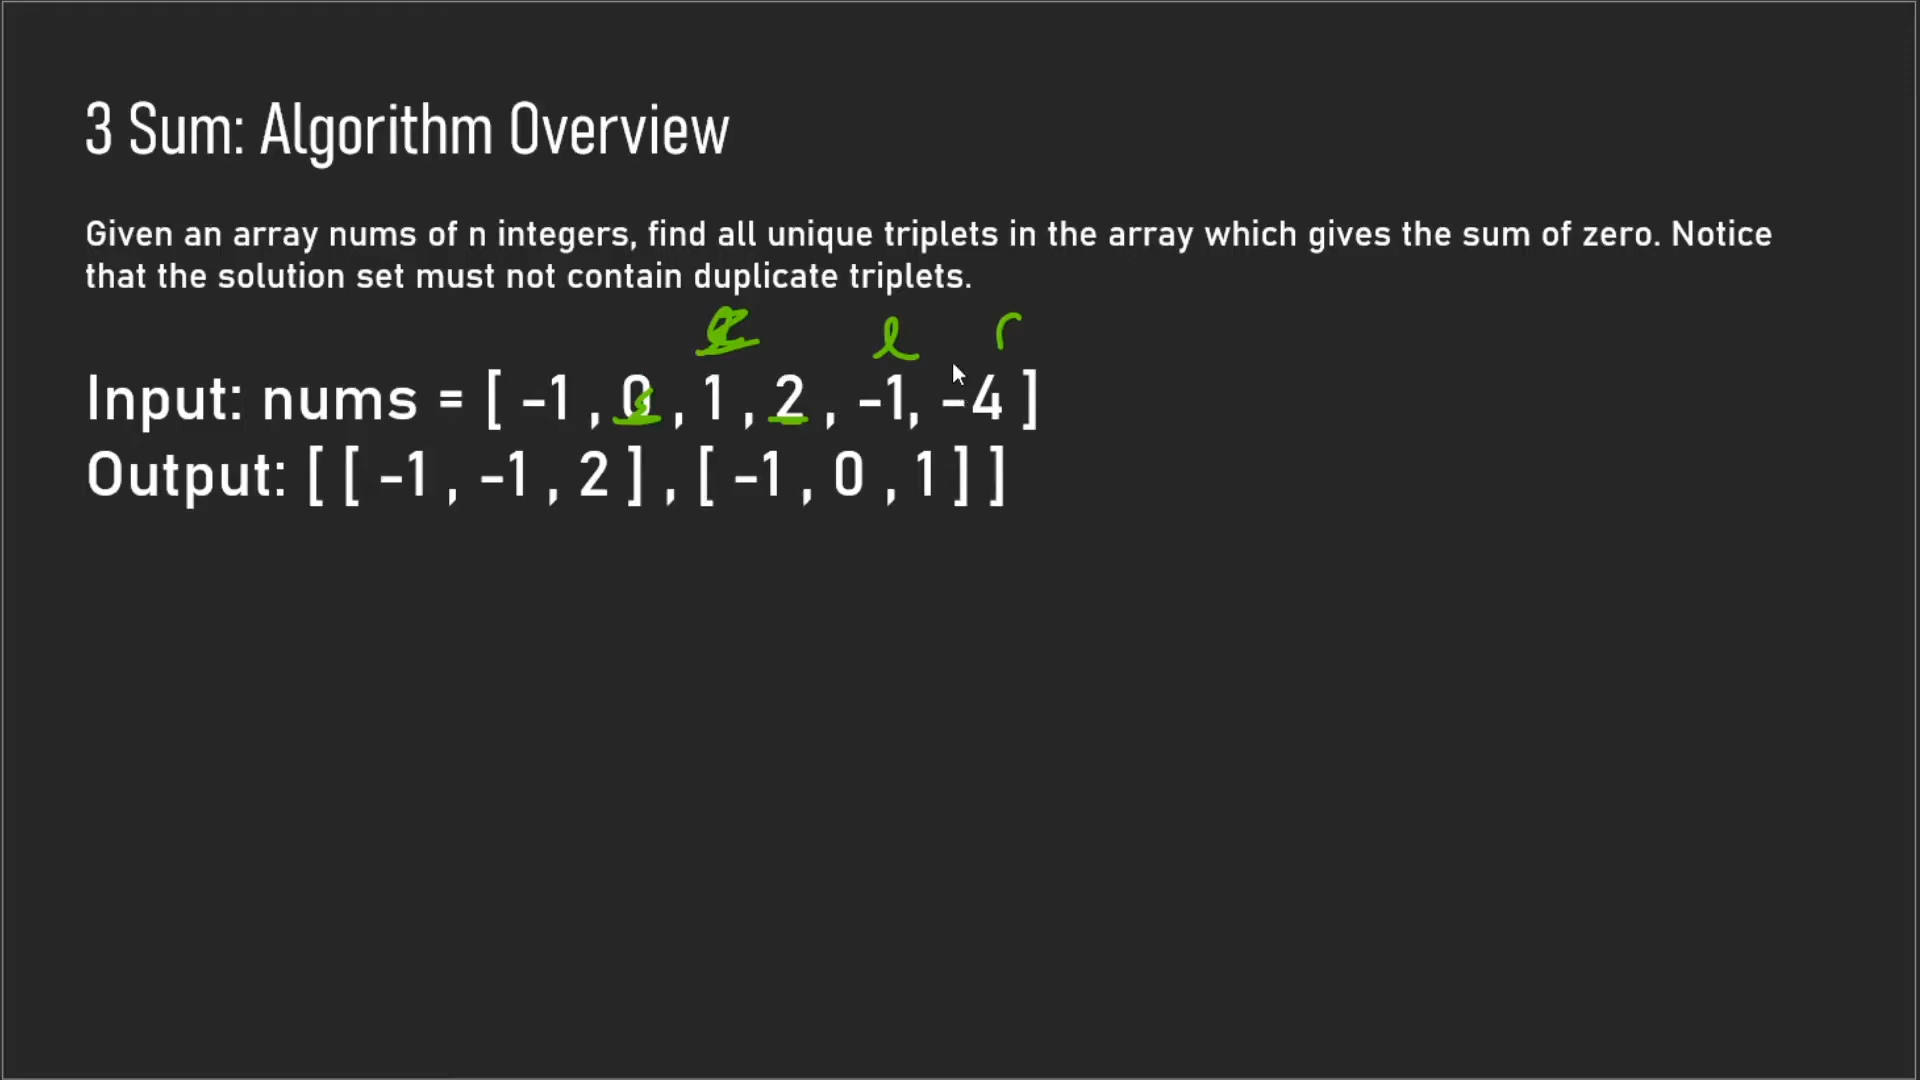 3 Sum: Algorithm Overview
Given an array nums of n integers, find all unique triplets in the array which gives the sum of zero. Notice
that the solution set must not contain duplicate triplets.
l r
Input: nums = [ -1 , 0 , 1 , 2 , -1, -4 ]
Output: [ [ -1 , -1 , 2 ] , [ -1 , 0 , 1 ] ]